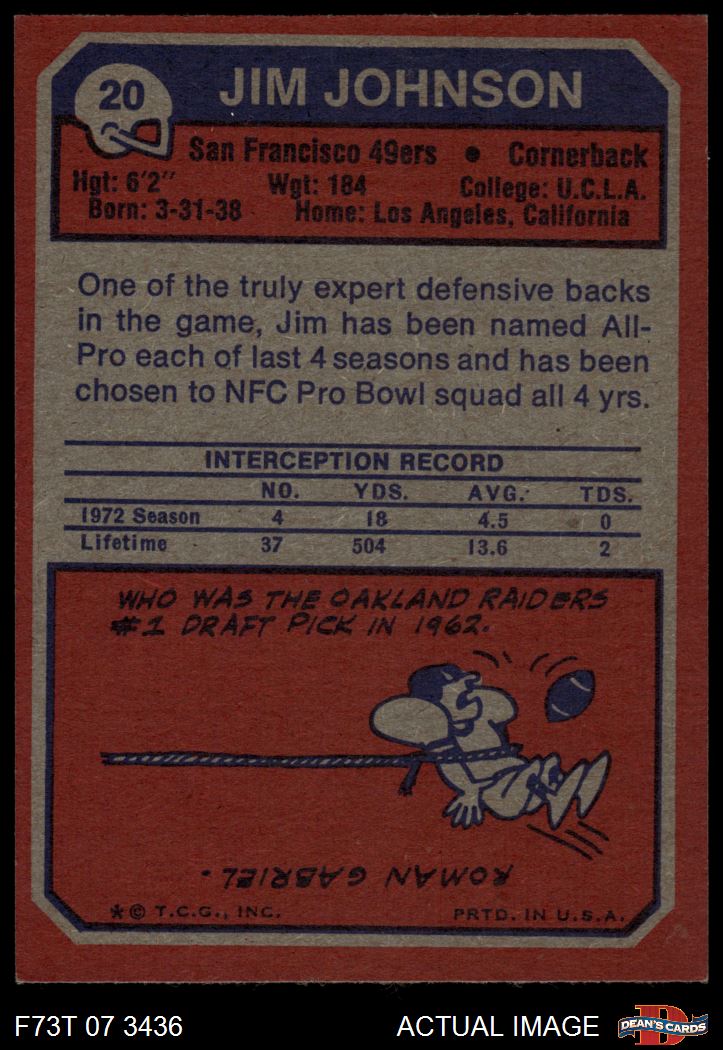 20
JIM JOHNSON
San Francisco 49ers • Cornerback
Hgt: 6'2" Wgt: 184 College: U.C.L.A.
Born: 3-31-38 Home: Los Angeles, California
One of the truly expert defensive backs
in the game, Jim has been named All-
Pro each of last 4 seasons and has been
chosen to NFC Pro Bowl squad all 4 yrs.
INTERCEPTION RECORD
NO. YDS. AVG. TDS.
1972 Season 4 18 4.5 0
Lifetime 37 504 13.6 2
WHO WAS THE OAKLAND RAIDERS
#1 DRAFT PICK IN 1962.
ROMAN GABRIEL.
* © T.C.G., INC. PRTD. IN U.S.A.
F73T 07 3436 ACTUAL IMAGE
D
DEAN'S CARDS